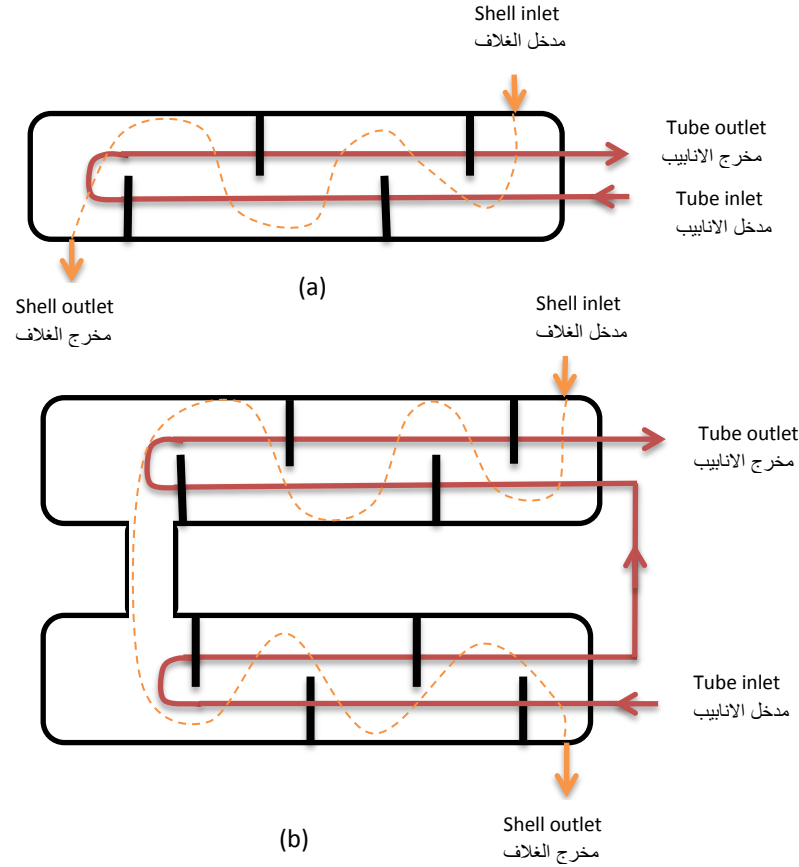 Shell inlet
مدخل الغلاف
Tube outlet
مخرج الانابيب
Tube inlet
مدخل الانابيب
(a)
Shell outlet
مخرج الغلاف
Shell inlet
مدخل الغلاف
Tube outlet
مخرج الانابيب
Tube inlet
مدخل الانابيب
Shell outlet
مخرج الغلاف
(b)